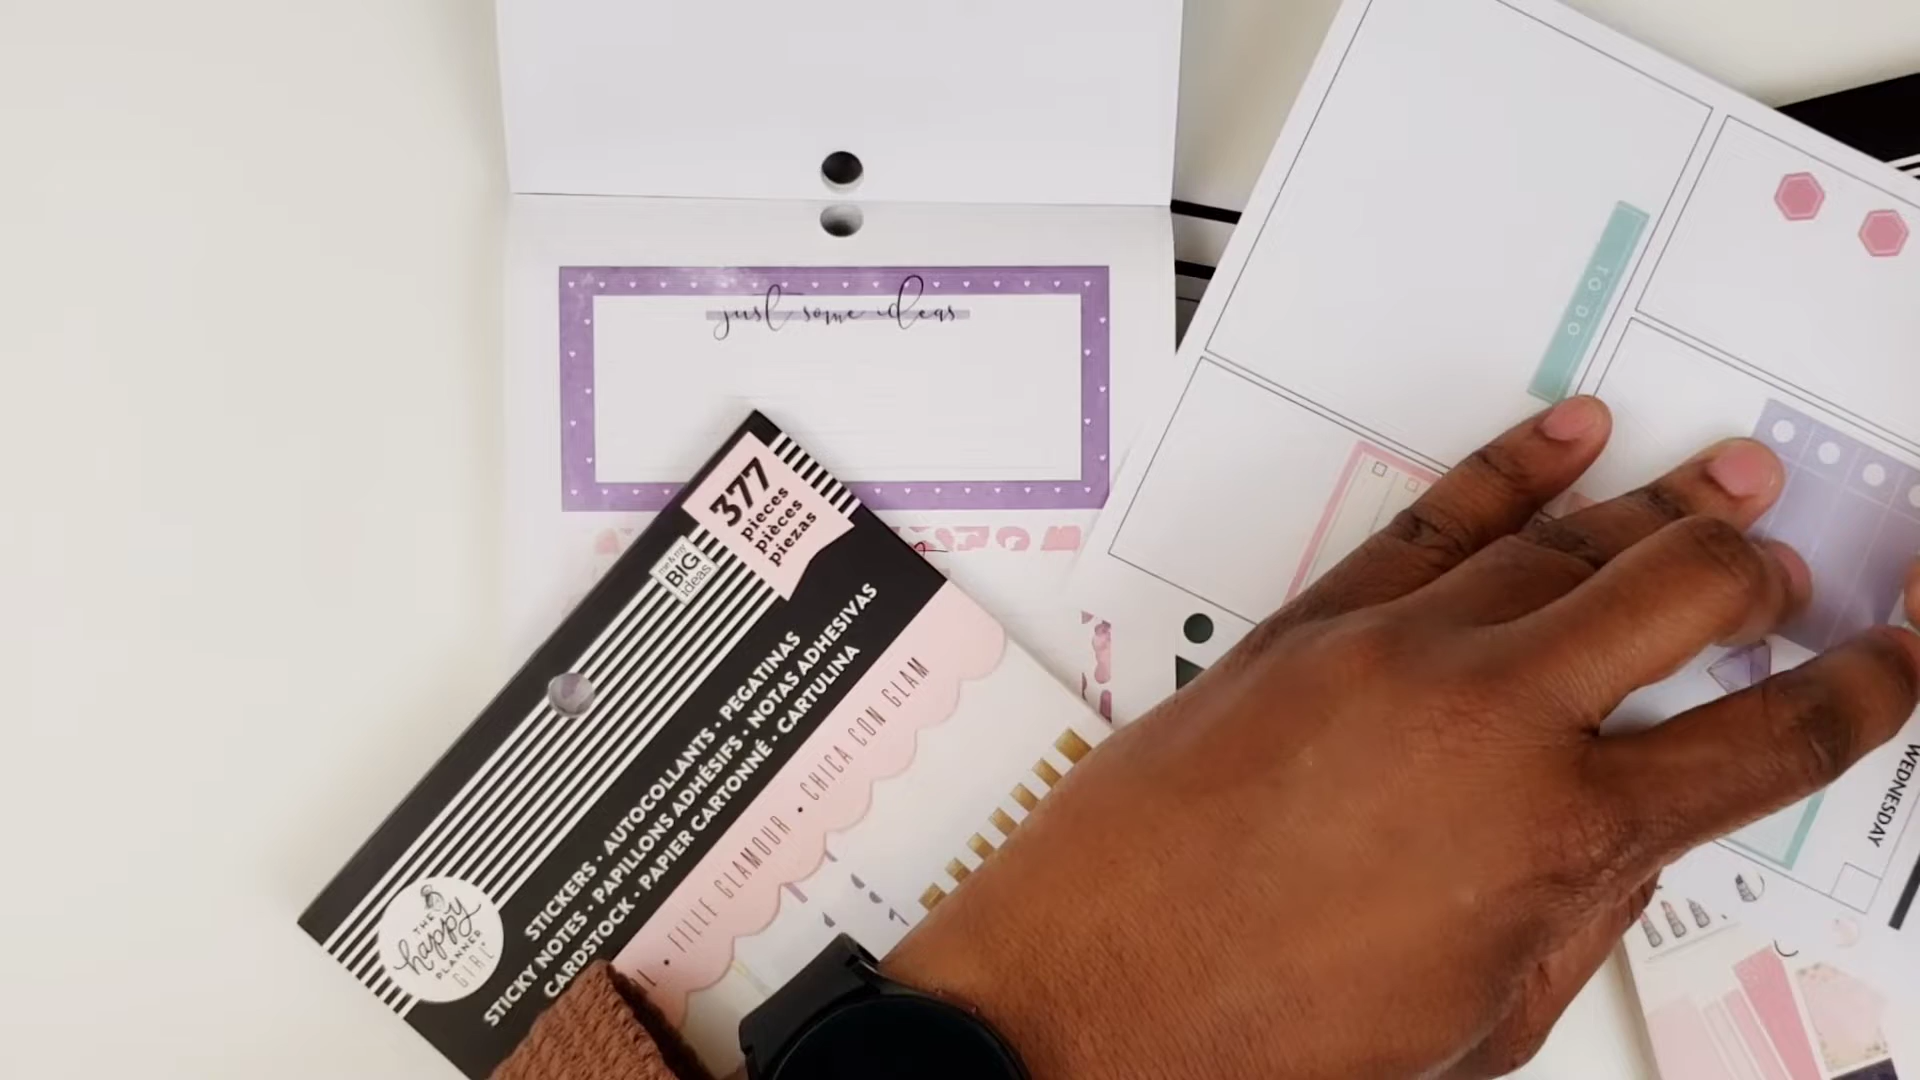 just some ideas
TO DO
377
pieces
pièces
piezas
me & my
BIG
ideas
STICKERS • AUTOCOLLANTS • PEGATINAS
STICKY NOTES • PAPILLONS ADHÉSIFS • NOTAS ADHESIVAS
CARDSTOCK • PAPIER CARTONNÉ • CARTULINA
• FILLE GLAMOUR • CHICA CON GLAM
THE
happy
PLANNER
GIRL
WEDNESDAY